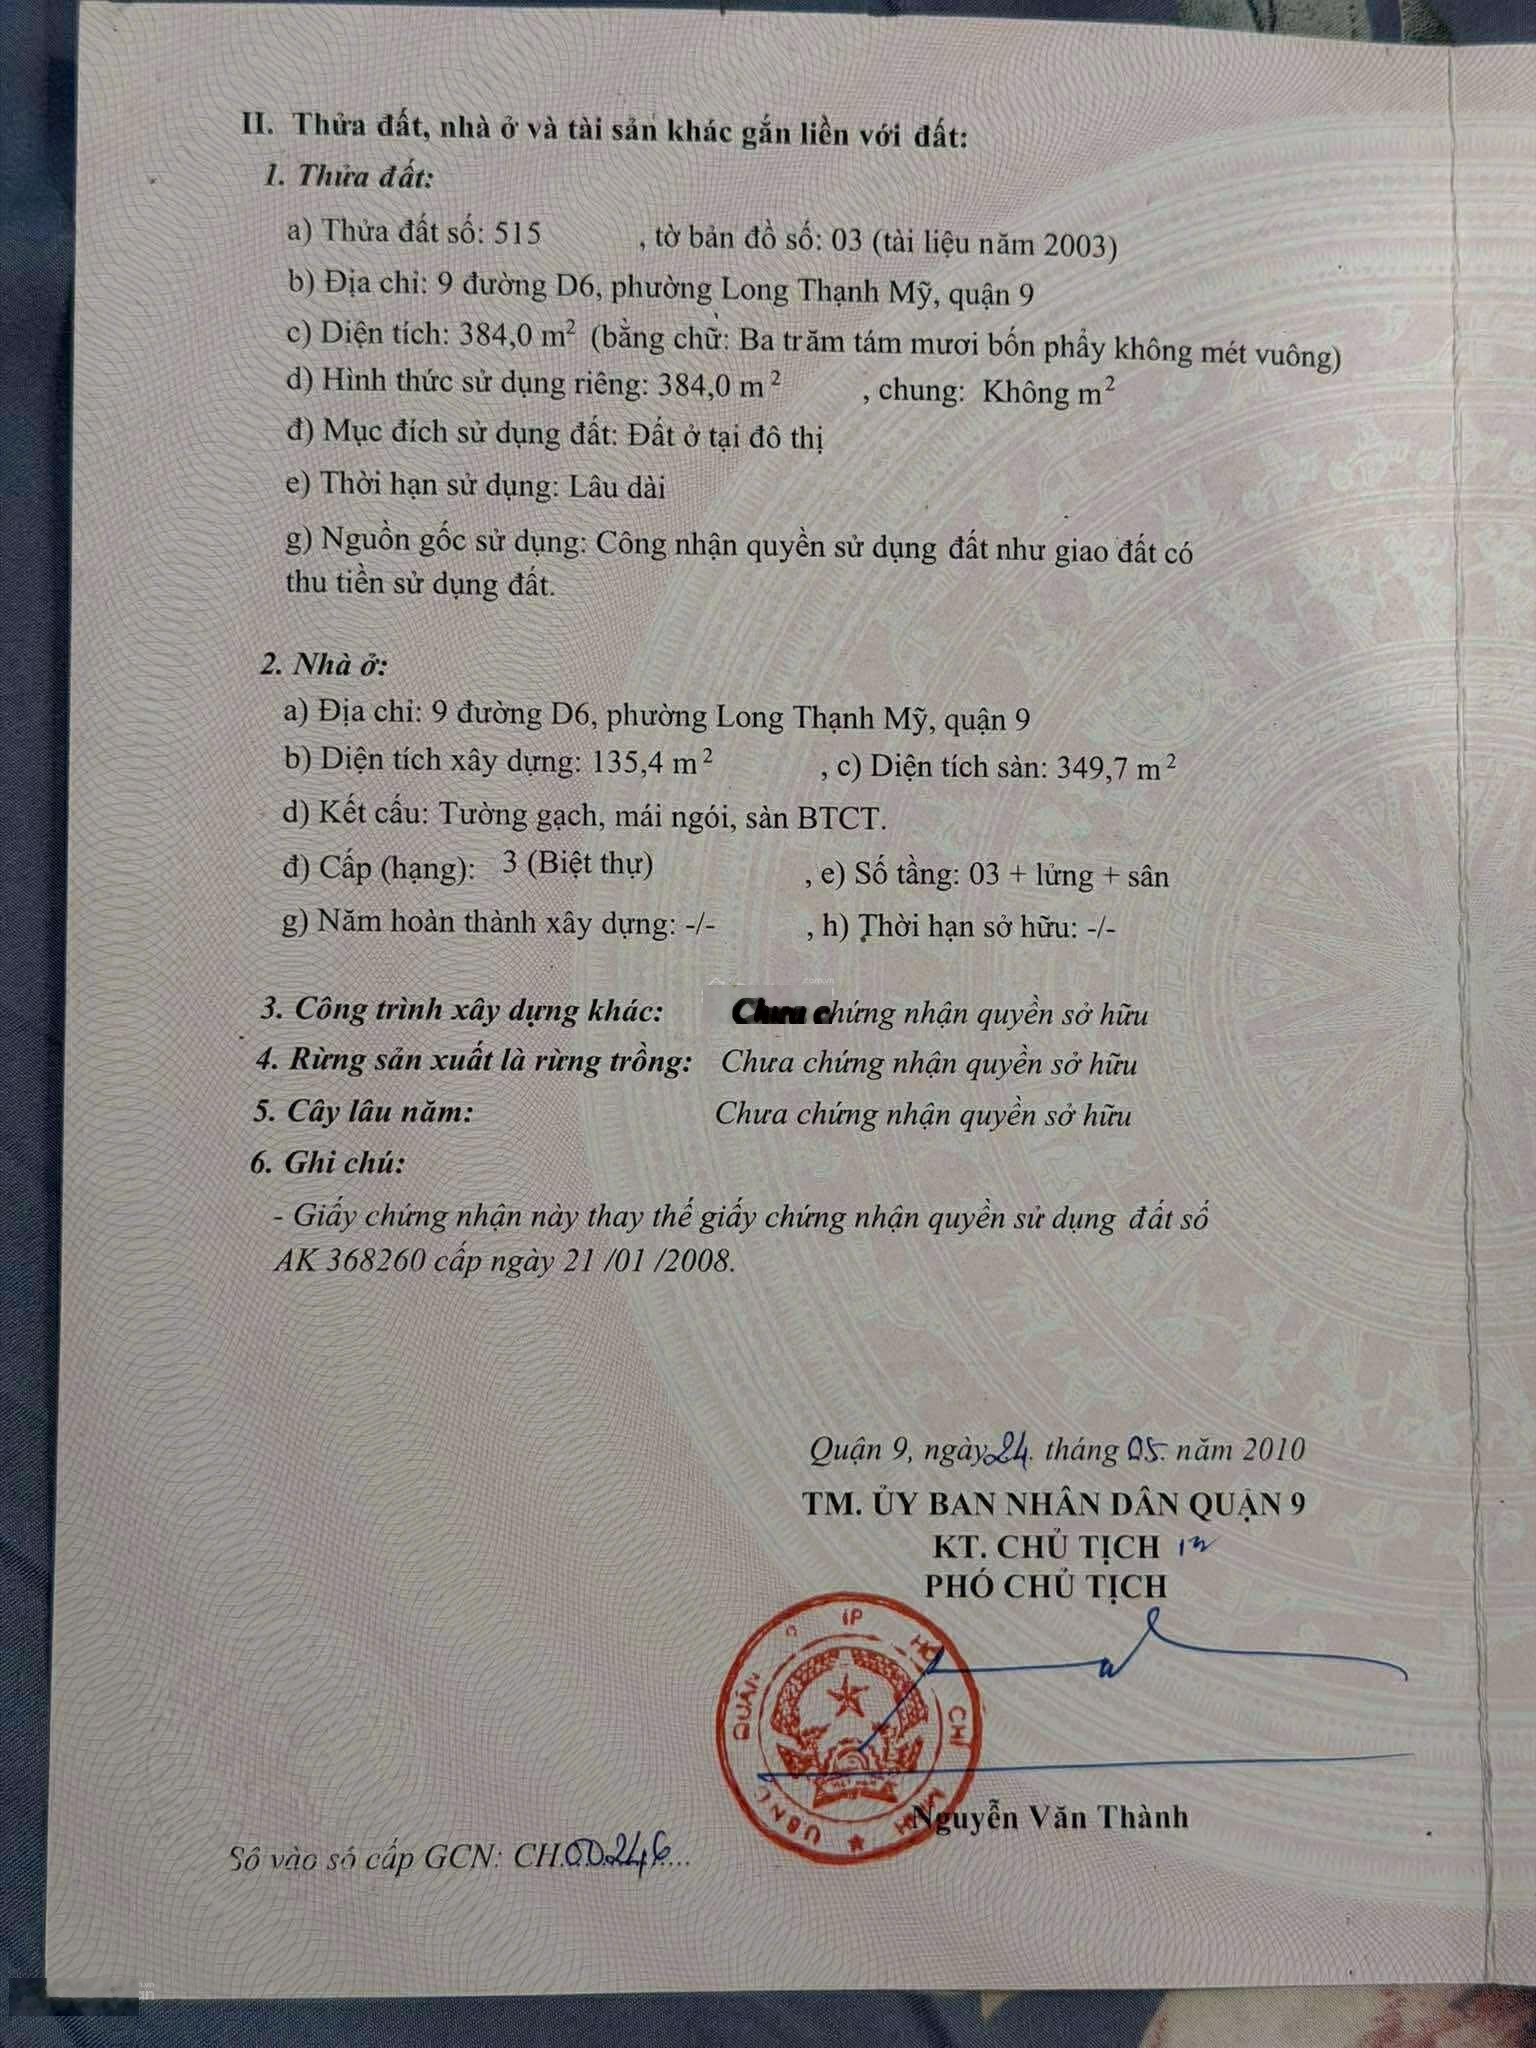 II. Thửa đất, nhà ở và tài sản khác gắn liền với đất:
1. Thửa đất:
a) Thửa đất số: 515 , tờ bản đồ số: 03 (tài liệu năm 2003)
b) Địa chỉ: 9 đường D6, phường Long Thạnh Mỹ, quận 9
c) Diện tích: 384,0 m² (bằng chữ: Ba trăm tám mươi bốn phẩy không mét vuông)
d) Hình thức sử dụng riêng: 384,0 m² , chung: Không m²
đ) Mục đích sử dụng đất: Đất ở tại đô thị
e) Thời hạn sử dụng: Lâu dài
g) Nguồn gốc sử dụng: Công nhận quyền sử dụng đất như giao đất có
thu tiền sử dụng đất.
2. Nhà ở:
a) Địa chỉ: 9 đường D6, phường Long Thạnh Mỹ, quận 9
b) Diện tích xây dựng: 135,4 m² , c) Diện tích sàn: 349,7 m²
d) Kết cấu: Tường gạch, mái ngói, sàn BTCT.
đ) Cấp (hạng): 3 (Biệt thự) , e) Số tầng: 03 + lửng + sân
g) Năm hoàn thành xây dựng: -/- , h) Thời hạn sở hữu: -/-
3. Công trình xây dựng khác: Chưa chứng nhận quyền sở hữu
4. Rừng sản xuất là rừng trồng: Chưa chứng nhận quyền sở hữu
5. Cây lâu năm: Chưa chứng nhận quyền sở hữu
6. Ghi chú:
- Giấy chứng nhận này thay thế giấy chứng nhận quyền sử dụng đất số
AK 368260 cấp ngày 21 /01 /2008.
Quận 9, ngày 24. tháng 05. năm 2010
TM. ỦY BAN NHÂN DÂN QUẬN 9
KT. CHỦ TỊCH
PHÓ CHỦ TỊCH
Nguyễn Văn Thành
Số vào sổ cấp GCN: CH.00246...